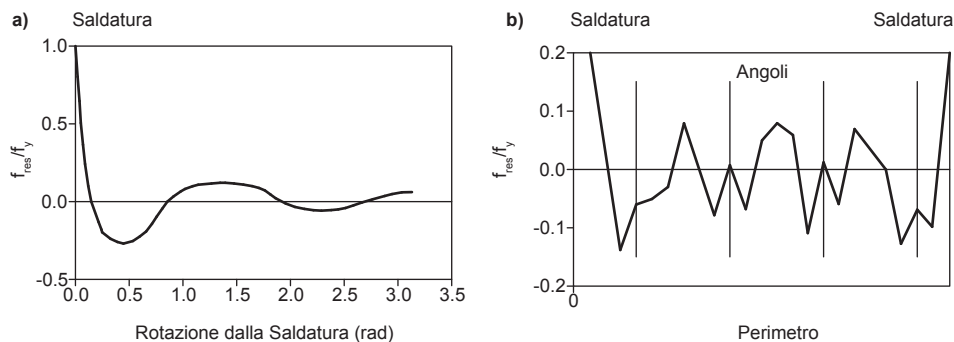 a) Saldatura
1.0
0.5
0.0
-0.5
f_res/f_y
0.0 0.5 1.0 1.5 2.0 2.5 3.0 3.5
Rotazione dalla Saldatura (rad)
b) Saldatura Saldatura
Angoli
0.2
0.1
0.0
-0.1
-0.2
f_res/f_y
0
Perimetro